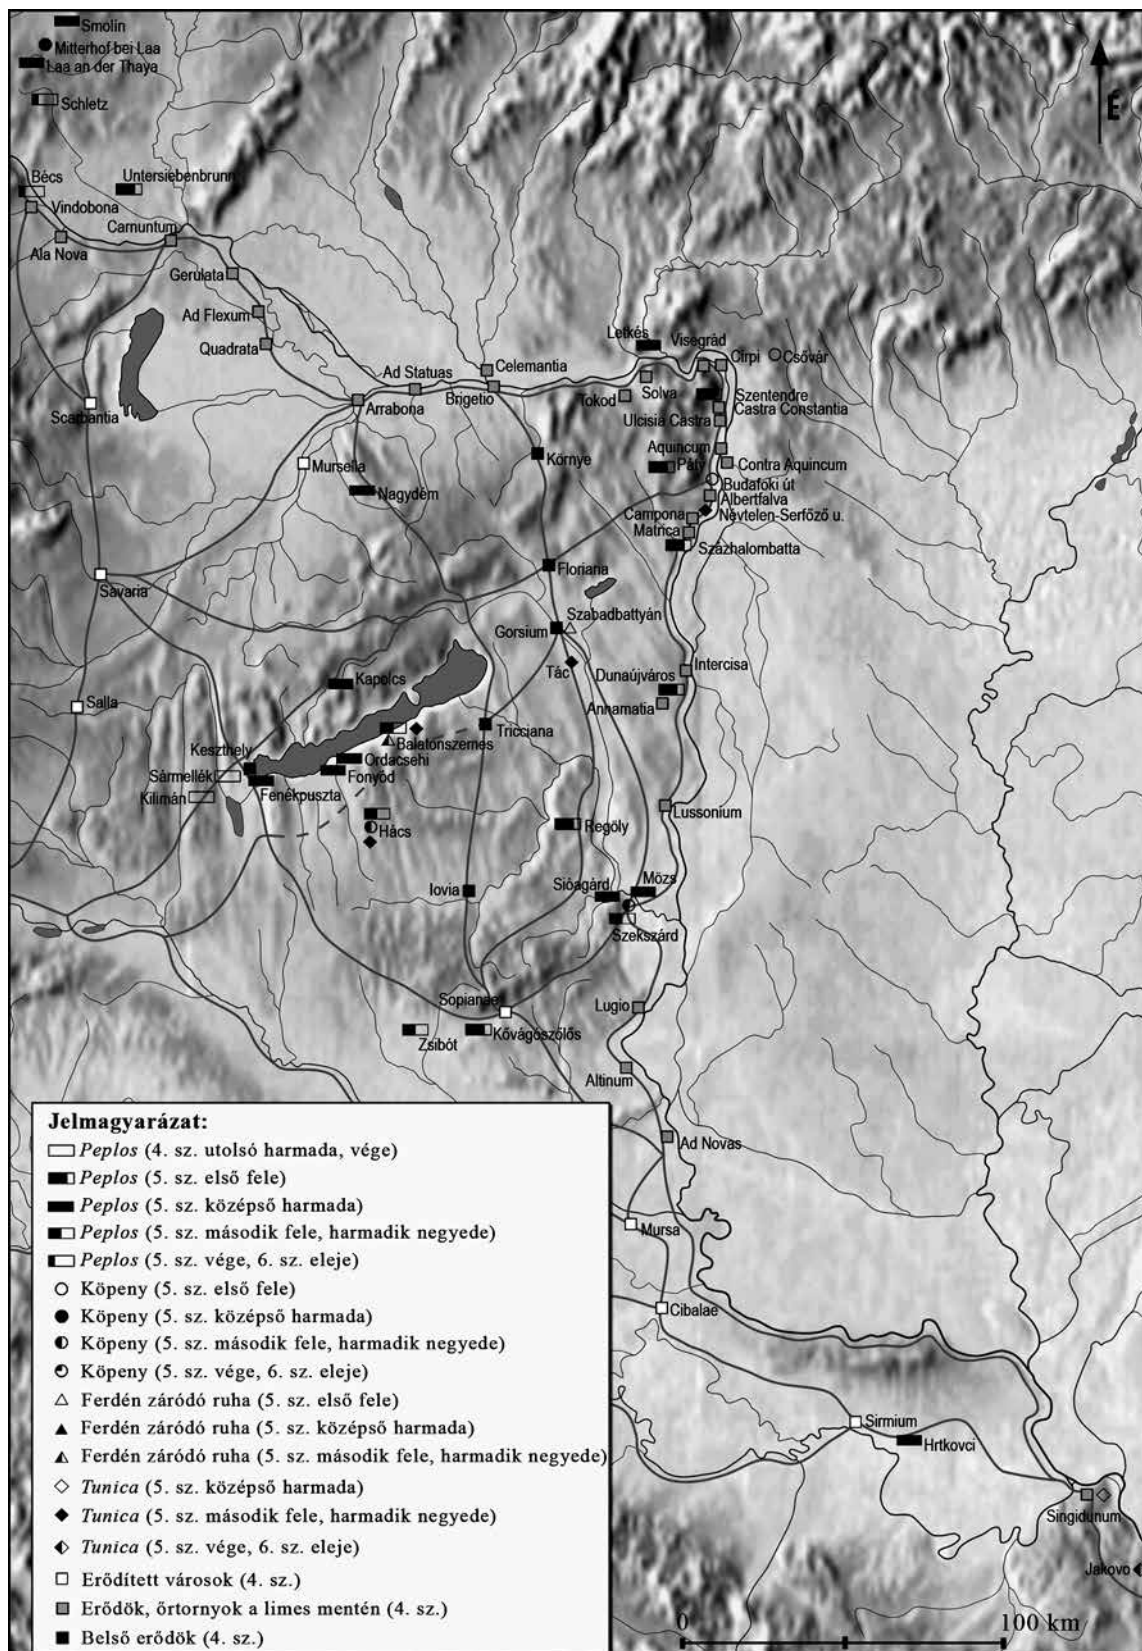 Smolin
Mitterhof bei Laa
Laa an der Thaya
Schletz
É
Bécs
Untersiebenbrunn
Vindobona
Carnuntum
Ala Nova
Gerulata
Ad Flexum
Quadrata
Letkés
Visegrád
Cirpi
Csővár
Celemantia
Ad Statuas
Solva
Szentendre
Scarbantia
Arrabona
Brigetio
Tokod
Castra Constantia
Ulcisia Castra
Mursella
Környe
Aquincum
Páty
Contra Aquincum
Nagydém
Budafoki út
Albertfalva
Campona
Névtelen-Serfőző u.
Matrica
Százhalombatta
Savaria
Floriana
Szabadbattyán
Gorsium
Tác
Intercisa
Dunaújváros
Kapolcs
Annamatia
Salla
Tricciana
Balatonszemes
Keszthely
Ordacsehi
Sármellék
Fonyód
Kilimán
Fenékpuszta
Lussonium
Hács
Regöly
Iovia
Mözs
Sióagárd
Szekszárd
Sopianae
Lugio
Zsibót
Kővágószőlős
Altinum
Ad Novas
Mursa
Cibalae
Sirmium
Hrtkovci
Singidunum
Jakovo
Jelmagyarázat:
Peplos (4. sz. utolsó harmada, vége)
Peplos (5. sz. első fele)
Peplos (5. sz. középső harmada)
Peplos (5. sz. második fele, harmadik negyede)
Peplos (5. sz. vége, 6. sz. eleje)
Köpeny (5. sz. első fele)
Köpeny (5. sz. középső harmada)
Köpeny (5. sz. második fele, harmadik negyede)
Köpeny (5. sz. vége, 6. sz. eleje)
Ferdén záródó ruha (5. sz. első fele)
Ferdén záródó ruha (5. sz. középső harmada)
Ferdén záródó ruha (5. sz. második fele, harmadik negyede)
Tunica (5. sz. középső harmada)
Tunica (5. sz. második fele, harmadik negyede)
Tunica (5. sz. vége, 6. sz. eleje)
Erődített városok (4. sz.)
Erődök, őrtornyok a limes mentén (4. sz.)
Belső erődök (4. sz.)
0 100 km